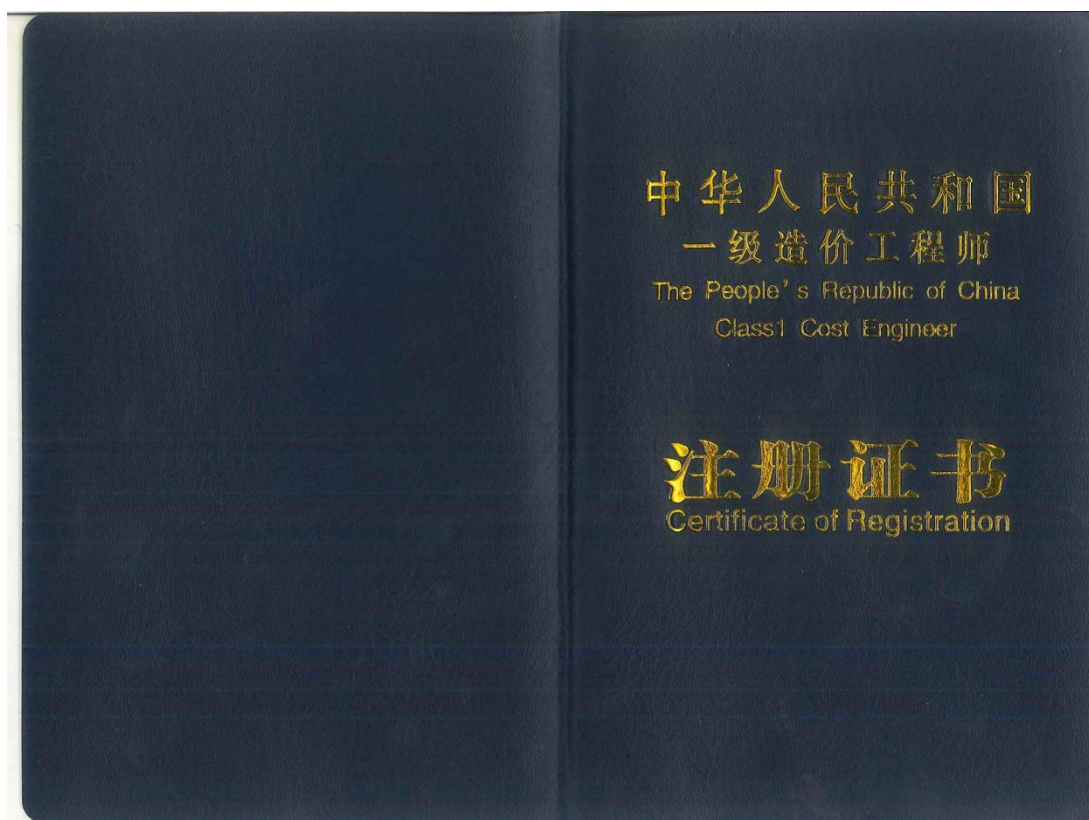 中华人民共和国
一级造价工程师
The People's Republic of China
Class1 Cost Engineer
注册证书
Certificate of Registration